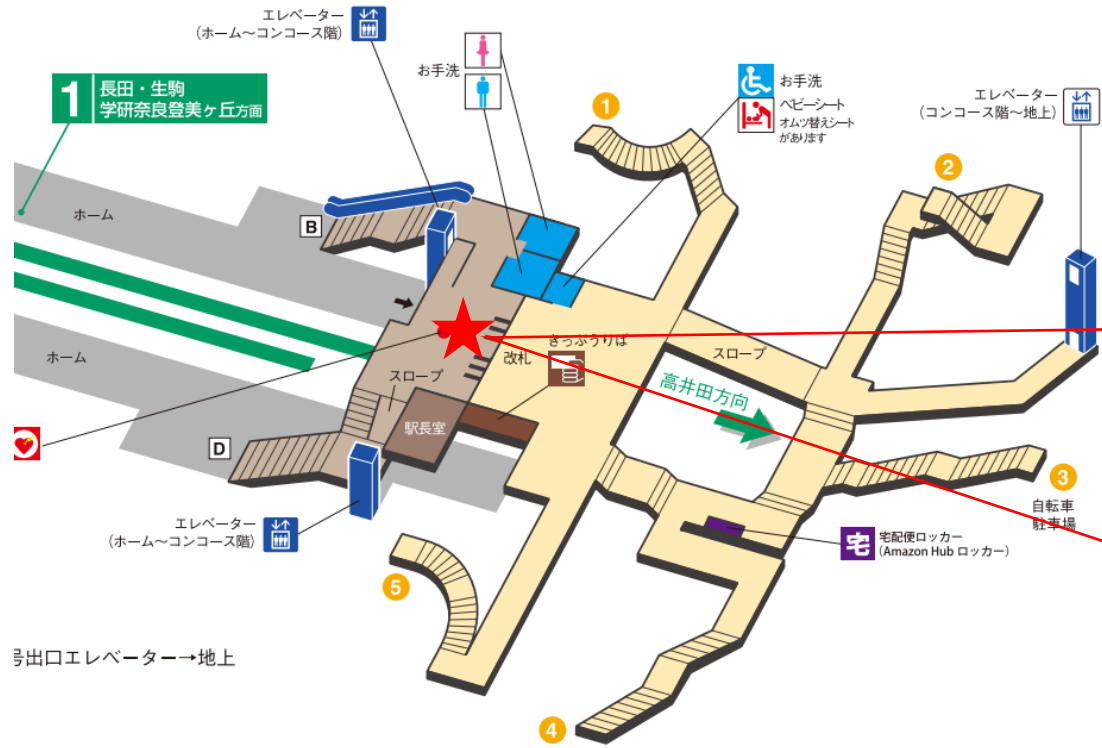 エレベーター
（ホーム～コンコース階）
お手洗
1
長田・生駒
学研奈良登美ヶ丘方面
1
お手洗
ベビーシート
オムツ替えシート
があります
エレベーター
（コンコース階～地上）
2
ホーム
B
ホーム
スロープ
きっぷうりば
改札
スロープ
高井田方向
駅長室
D
3
自転車
駐車場
エレベーター
（ホーム～コンコース階）
宅
宅配便ロッカー
（Amazon Hub ロッカー）
5
号出口エレベーター→地上
4